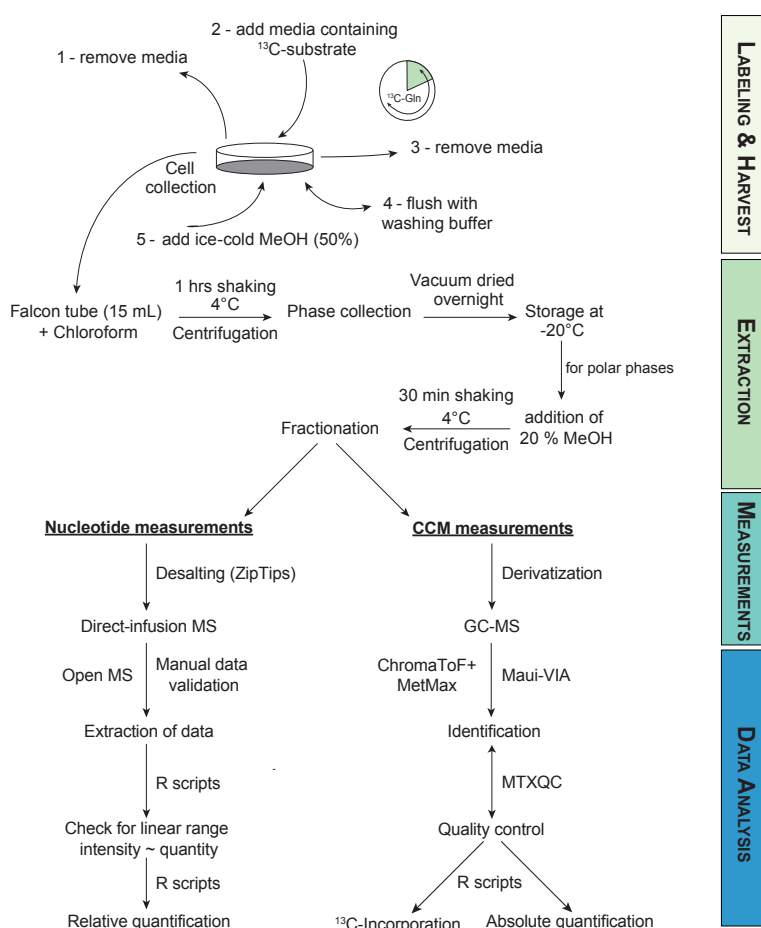 2 - add media containing
¹³C-substrate
1 - remove media
¹³C-Gln
3 - remove media
Cell
collection
4 - flush with
washing buffer
5 - add ice-cold MeOH (50%)
LABELING & HARVEST
Falcon tube (15 mL)
+ Chloroform
1 hrs shaking
4°C
Centrifugation
Phase collection
Vacuum dried
overnight
Storage at
-20°C
for polar phases
addition of
20 % MeOH
30 min shaking
4°C
Centrifugation
Fractionation
EXTRACTION
Nucleotide measurements
CCM measurements
Desalting (ZipTips)
Derivatization
Direct-infusion MS
GC-MS
MEASUREMENTS
Open MS
Manual data
validation
ChromaToF+
MetMax
Maui-VIA
Extraction of data
Identification
R scripts
MTXQC
Check for linear range
intensity ~ quantity
Quality control
R scripts
R scripts
Relative quantification
¹³C-Incorporation
Absolute quantification
DATA ANALYSIS